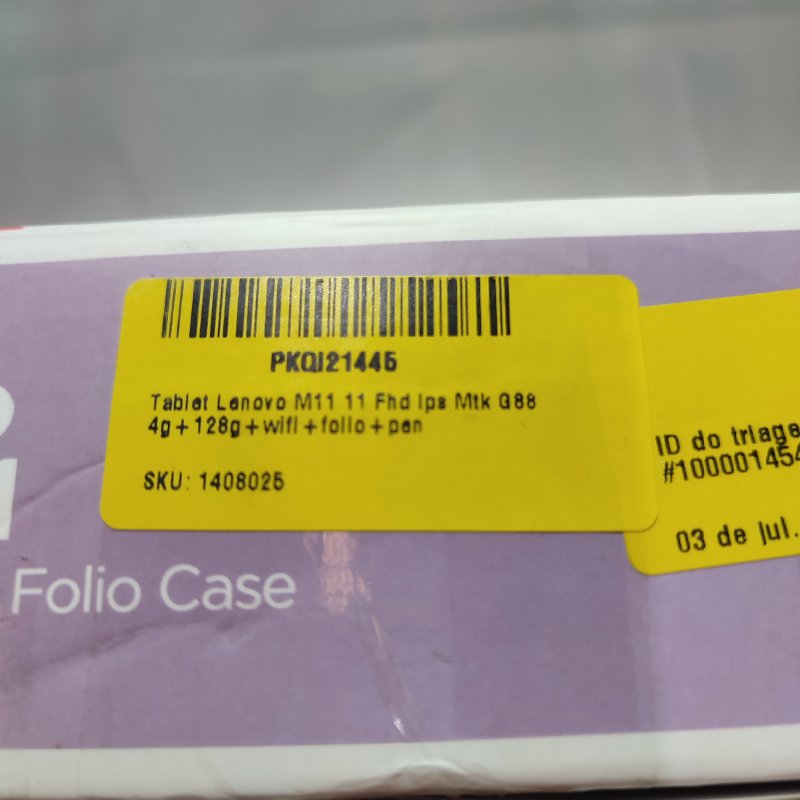 PKQI21445
Tablet Lenovo M11 11 Fhd Ips Mtk G88
4g+128g+wifi+folio+pen
SKU: 1408025
ID do triage
#100001454
03 de jul.
Folio Case